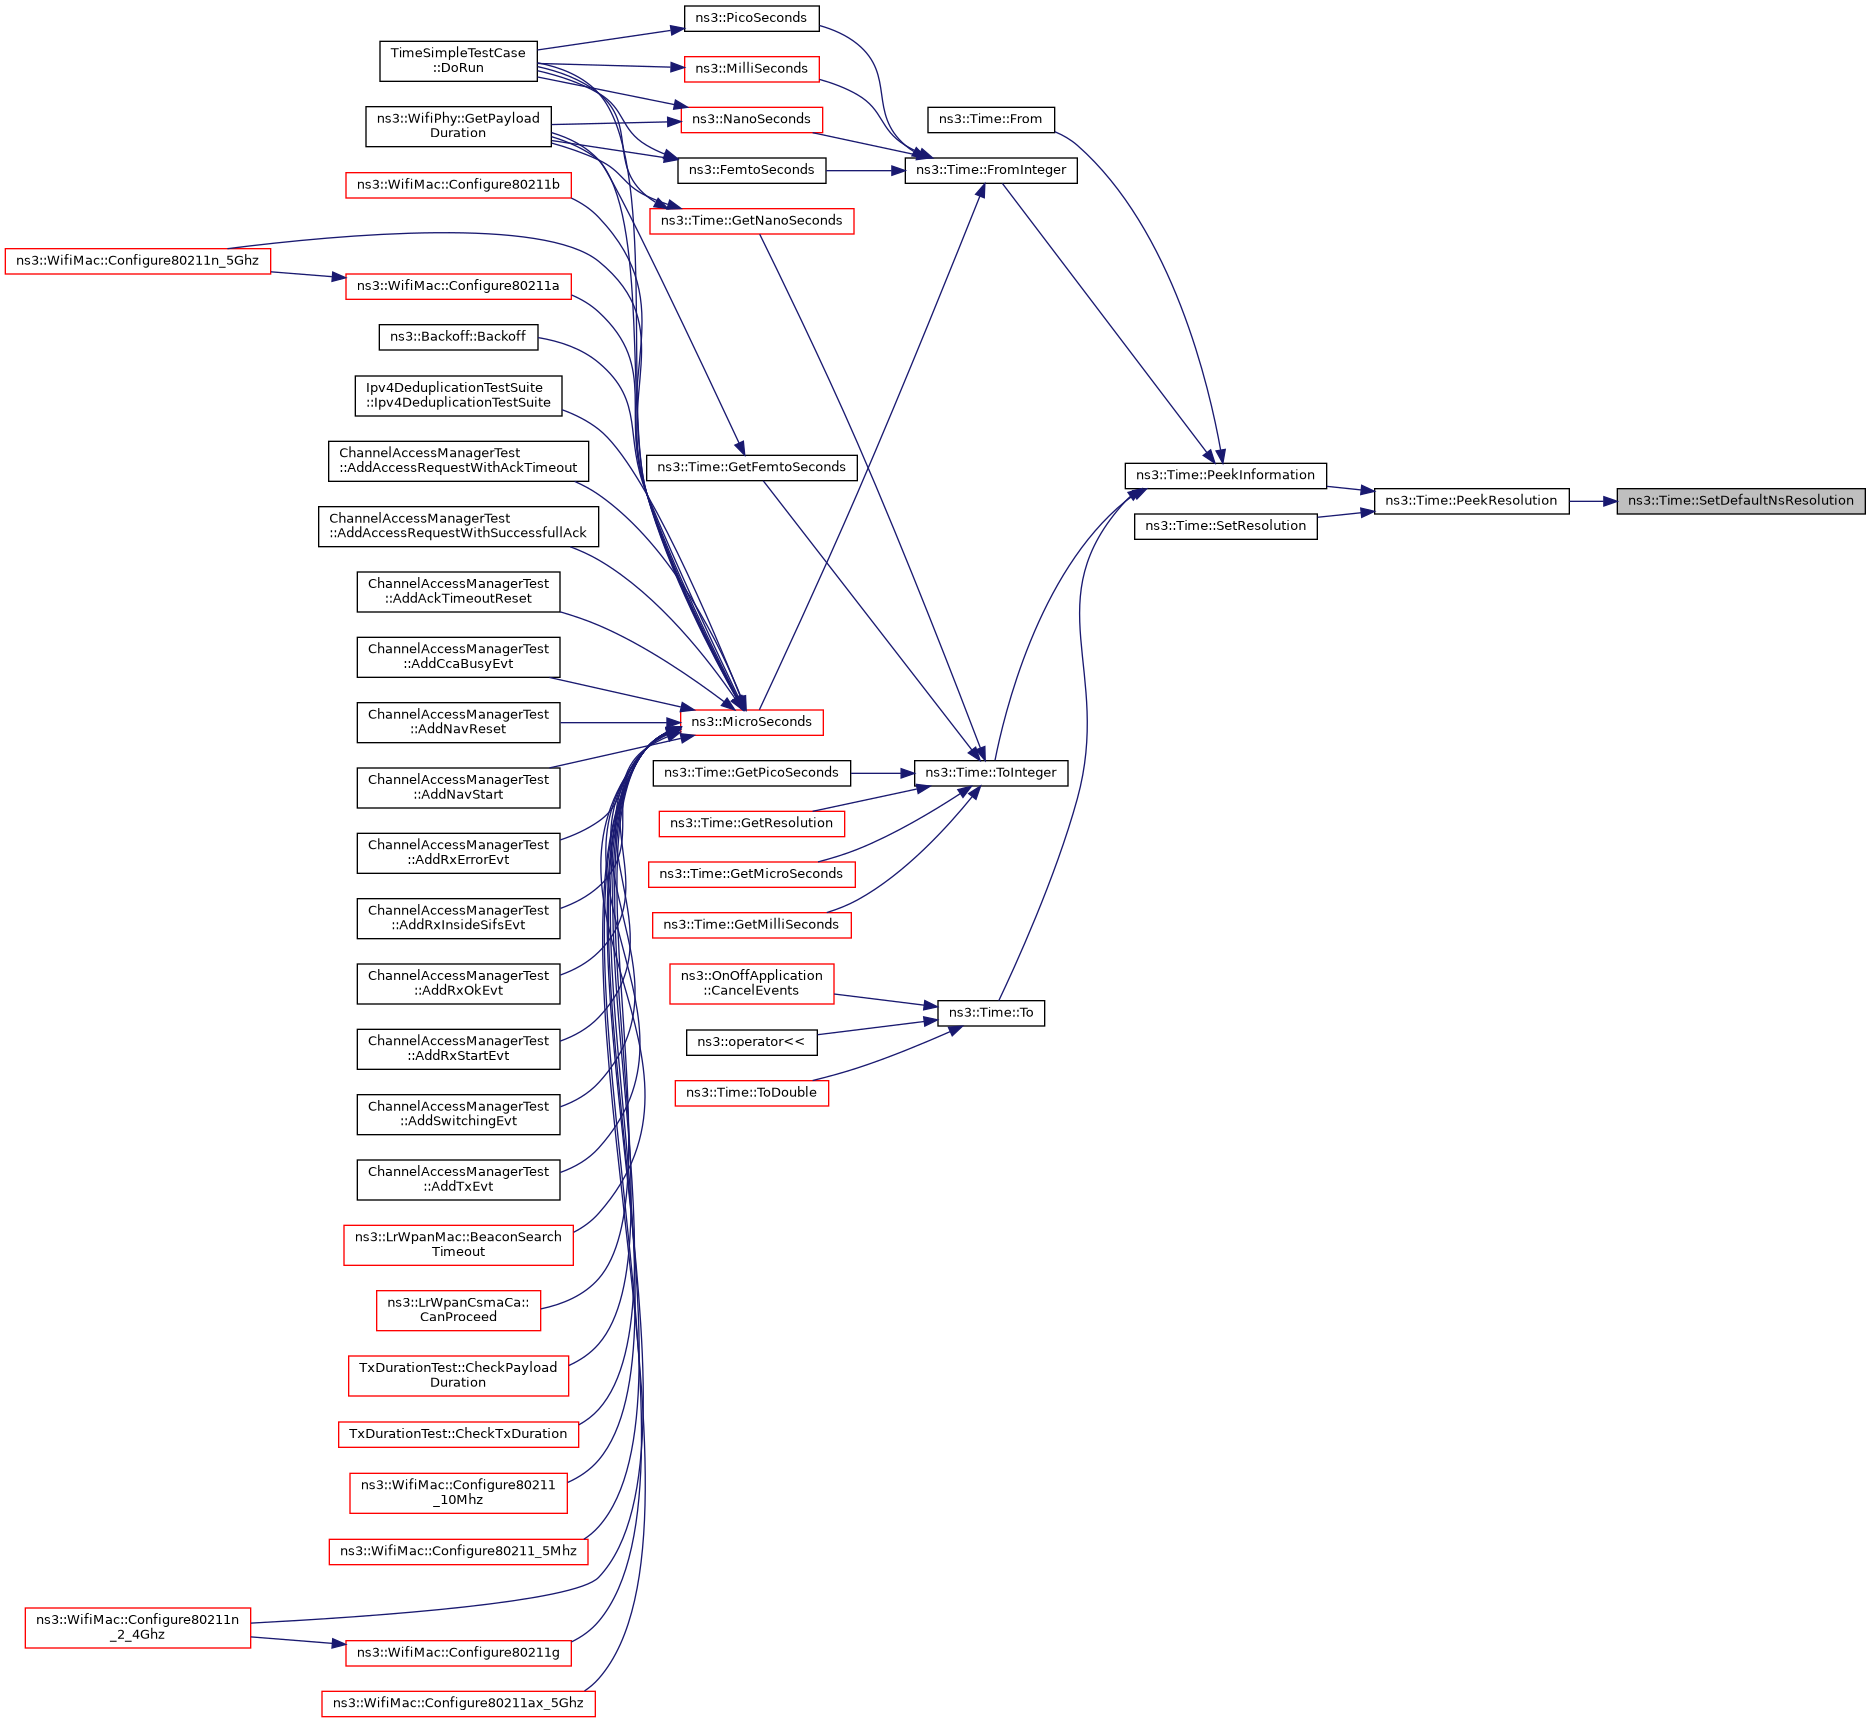 ns3::PicoSeconds
TimeSimpleTestCase
::DoRun
ns3::MilliSeconds
ns3::WifiPhy::GetPayload
Duration
ns3::NanoSeconds
ns3::Time::From
ns3::FemtoSeconds
ns3::Time::FromInteger
ns3::WifiMac::Configure80211b
ns3::Time::GetNanoSeconds
ns3::WifiMac::Configure80211n_5Ghz
ns3::WifiMac::Configure80211a
ns3::Backoff::Backoff
Ipv4DeduplicationTestSuite
::Ipv4DeduplicationTestSuite
ChannelAccessManagerTest
::AddAccessRequestWithAckTimeout
ns3::Time::GetFemtoSeconds
ns3::Time::PeekInformation
ns3::Time::PeekResolution
ns3::Time::SetDefaultNsResolution
ns3::Time::SetResolution
ChannelAccessManagerTest
::AddAccessRequestWithSuccessfullAck
ChannelAccessManagerTest
::AddAckTimeoutReset
ChannelAccessManagerTest
::AddCcaBusyEvt
ChannelAccessManagerTest
::AddNavReset
ns3::MicroSeconds
ChannelAccessManagerTest
::AddNavStart
ns3::Time::GetPicoSeconds
ns3::Time::ToInteger
ns3::Time::GetResolution
ChannelAccessManagerTest
::AddRxErrorEvt
ns3::Time::GetMicroSeconds
ChannelAccessManagerTest
::AddRxInsideSifsEvt
ns3::Time::GetMilliSeconds
ChannelAccessManagerTest
::AddRxOkEvt
ns3::OnOffApplication
::CancelEvents
ns3::Time::To
ChannelAccessManagerTest
::AddRxStartEvt
ns3::operator<<
ns3::Time::ToDouble
ChannelAccessManagerTest
::AddSwitchingEvt
ChannelAccessManagerTest
::AddTxEvt
ns3::LrWpanMac::BeaconSearch
Timeout
ns3::LrWpanCsmaCa::
CanProceed
TxDurationTest::CheckPayload
Duration
TxDurationTest::CheckTxDuration
ns3::WifiMac::Configure80211
_10Mhz
ns3::WifiMac::Configure80211_5Mhz
ns3::WifiMac::Configure80211n
_2_4Ghz
ns3::WifiMac::Configure80211g
ns3::WifiMac::Configure80211ax_5Ghz